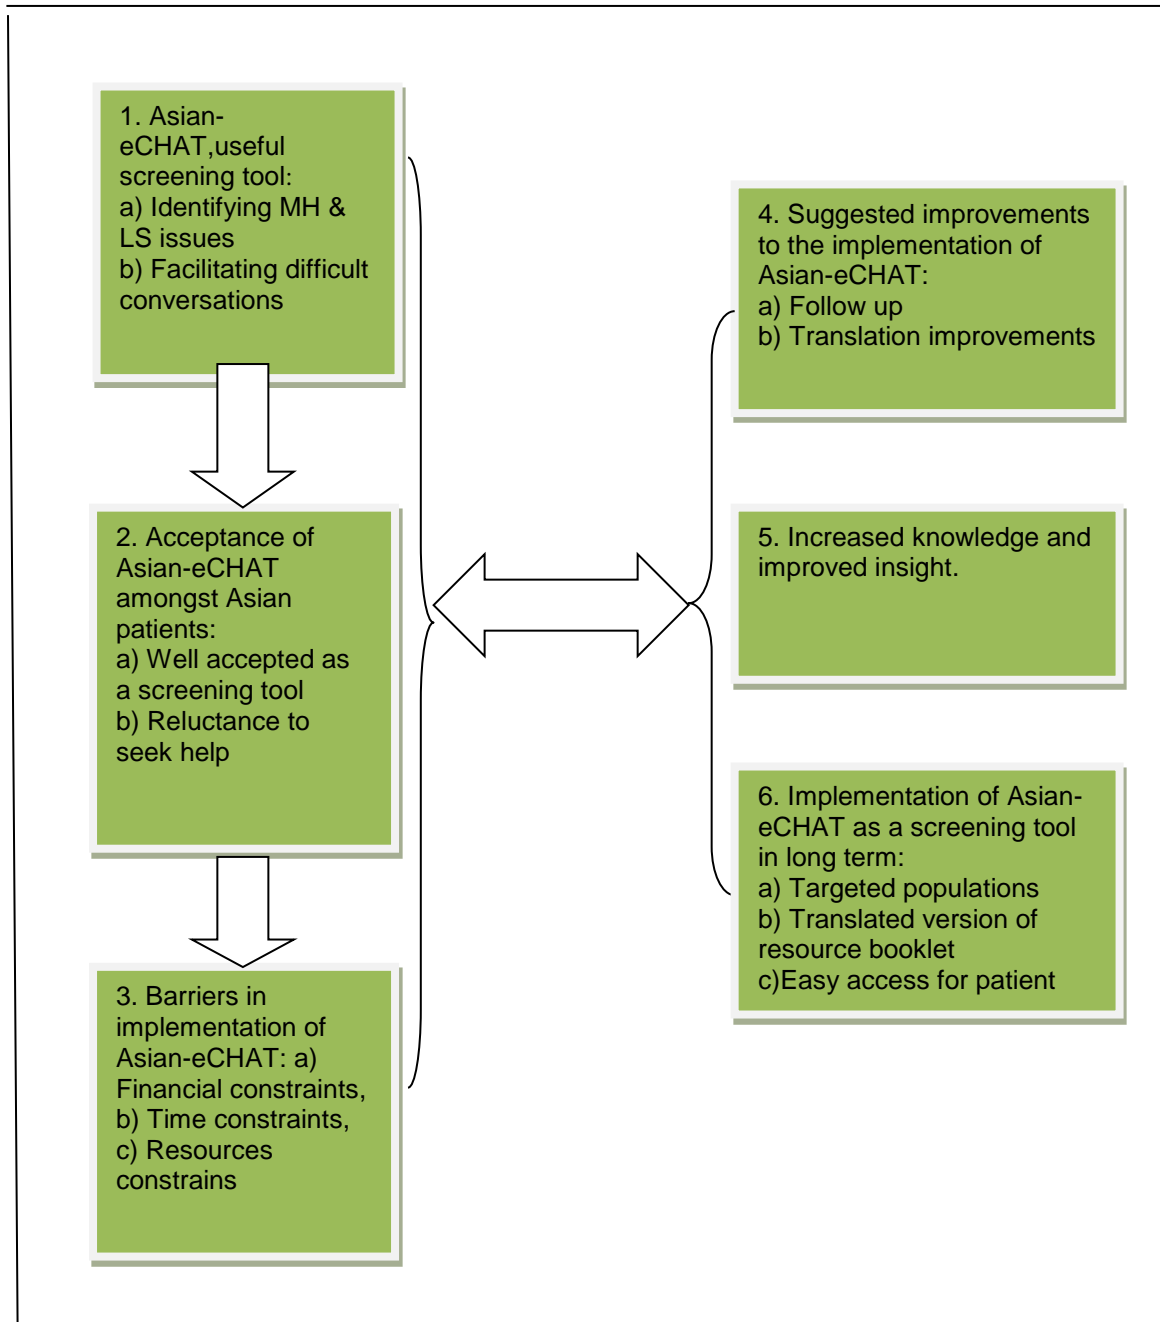 1. Asian-
eCHAT,useful
screening tool:
a) Identifying MH &
LS issues
b) Facilitating difficult
conversations
2. Acceptance of
Asian-eCHAT
amongst Asian
patients:
a) Well accepted as
a screening tool
b) Reluctance to
seek help
3. Barriers in
implementation of
Asian-eCHAT: a)
Financial constraints,
b) Time constraints,
c) Resources
constrains
4. Suggested improvements
to the implementation of
Asian-eCHAT:
a) Follow up
b) Translation improvements
5. Increased knowledge and
improved insight.
6. Implementation of Asian-
eCHAT as a screening tool
in long term:
a) Targeted populations
b) Translated version of
resource booklet
c)Easy access for patient